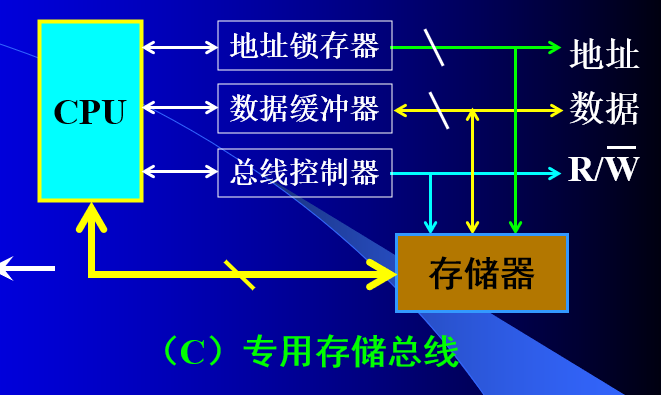 CPU
地址锁存器
数据缓冲器
总线控制器
地址
数据
R/W̅
存储器
（C）专用存储总线